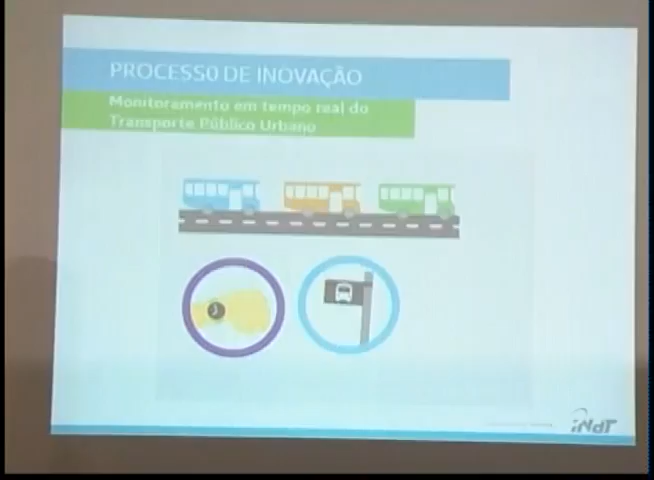 PROCESSO DE INOVAÇÃO
Monitoramento em tempo real do
Transporte Público Urbano
iNdT